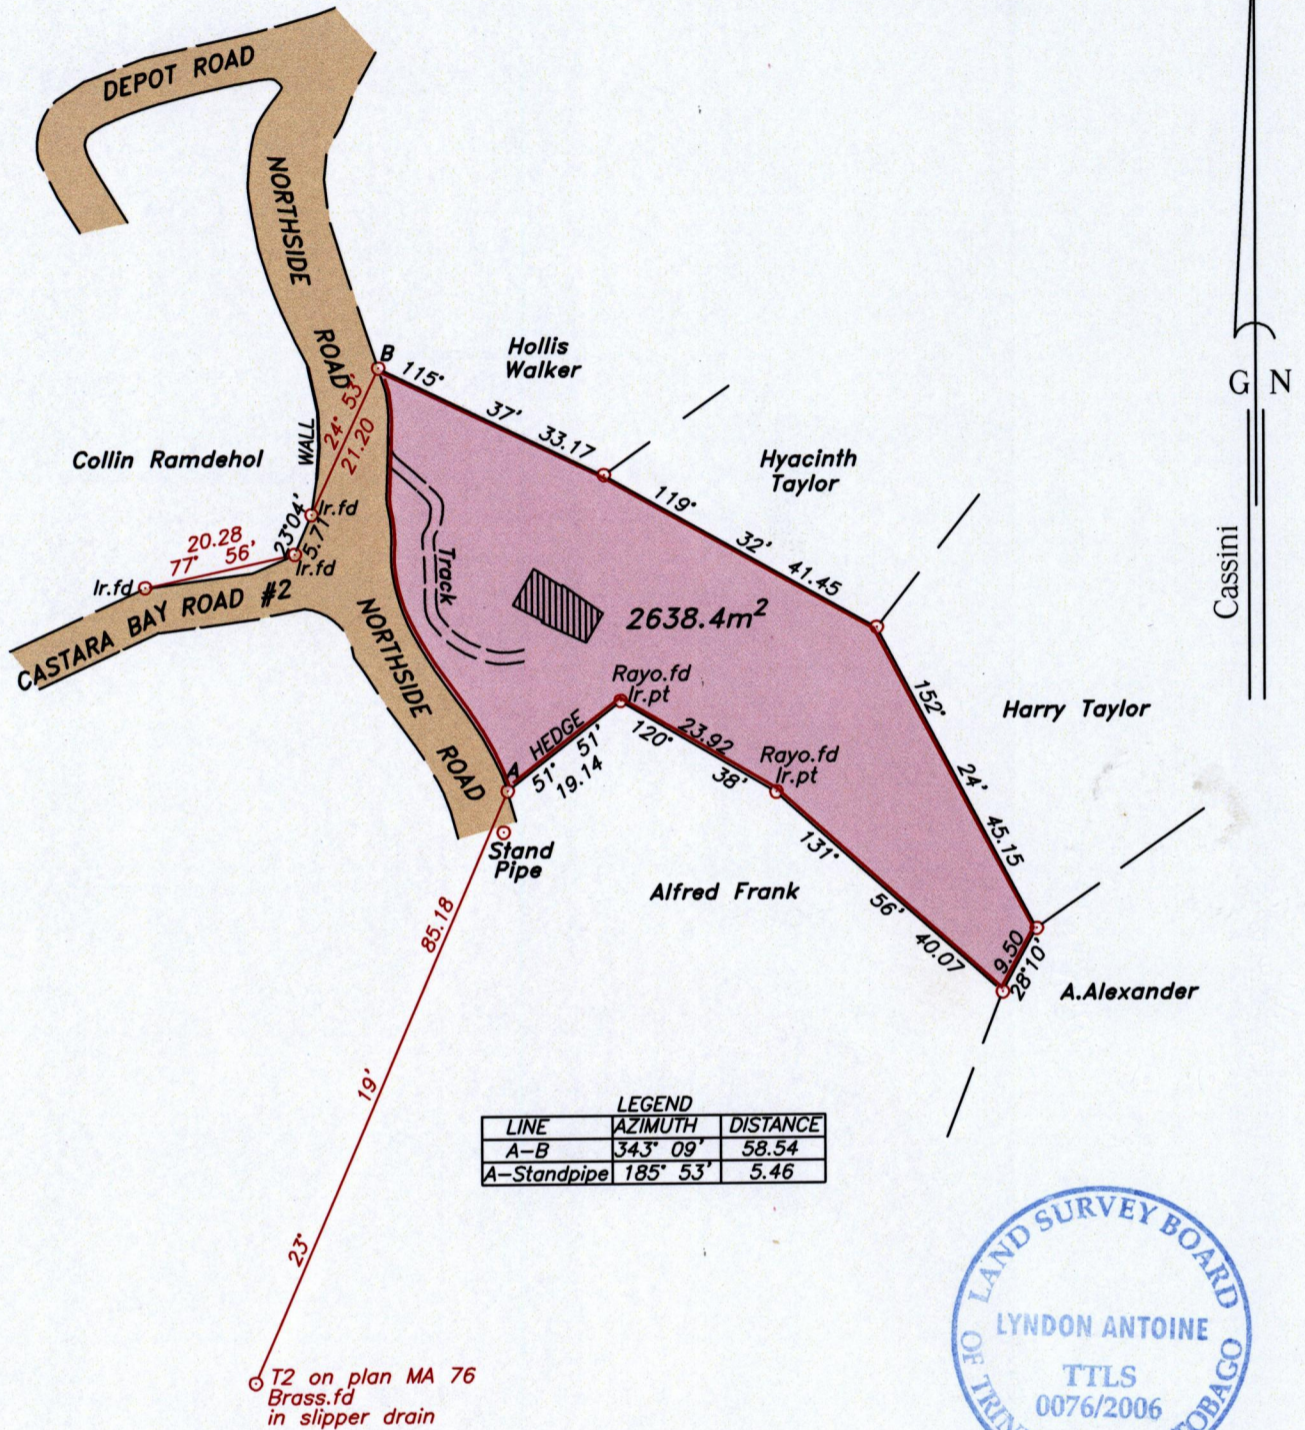 DEPOT ROAD
NORTHSIDE ROAD
B
115° 37' 33.17
Hollis
Walker
G N
Cassini
24° 53'
21.20
WALL
Collin Ramdehol
Hyacinth
Taylor
119° 32' 41.45
Ir.fd
23°04'
5.71
Ir.fd
20.28
77° 56'
Ir.fd
CASTARA BAY ROAD #2
Track
2638.4m²
NORTHSIDE ROAD
Rayo.fd
Ir.pt
HEDGE
A
51° 51'
19.14
120° 38'
23.92
Rayo.fd
Ir.pt
152° 24' 45.15
Harry Taylor
Stand
Pipe
131° 56' 40.07
Alfred Frank
9.50
28°10'
A.Alexander
85.18
19'
23°
LEGEND
LINE AZIMUTH DISTANCE
A-B 343° 09' 58.54
A-Standpipe 185° 53' 5.46
T2 on plan MA 76
Brass.fd
in slipper drain
LAND SURVEY BOARD
LYNDON ANTOINE
TTLS
0076/2006
OF TRIN
TOBAGO